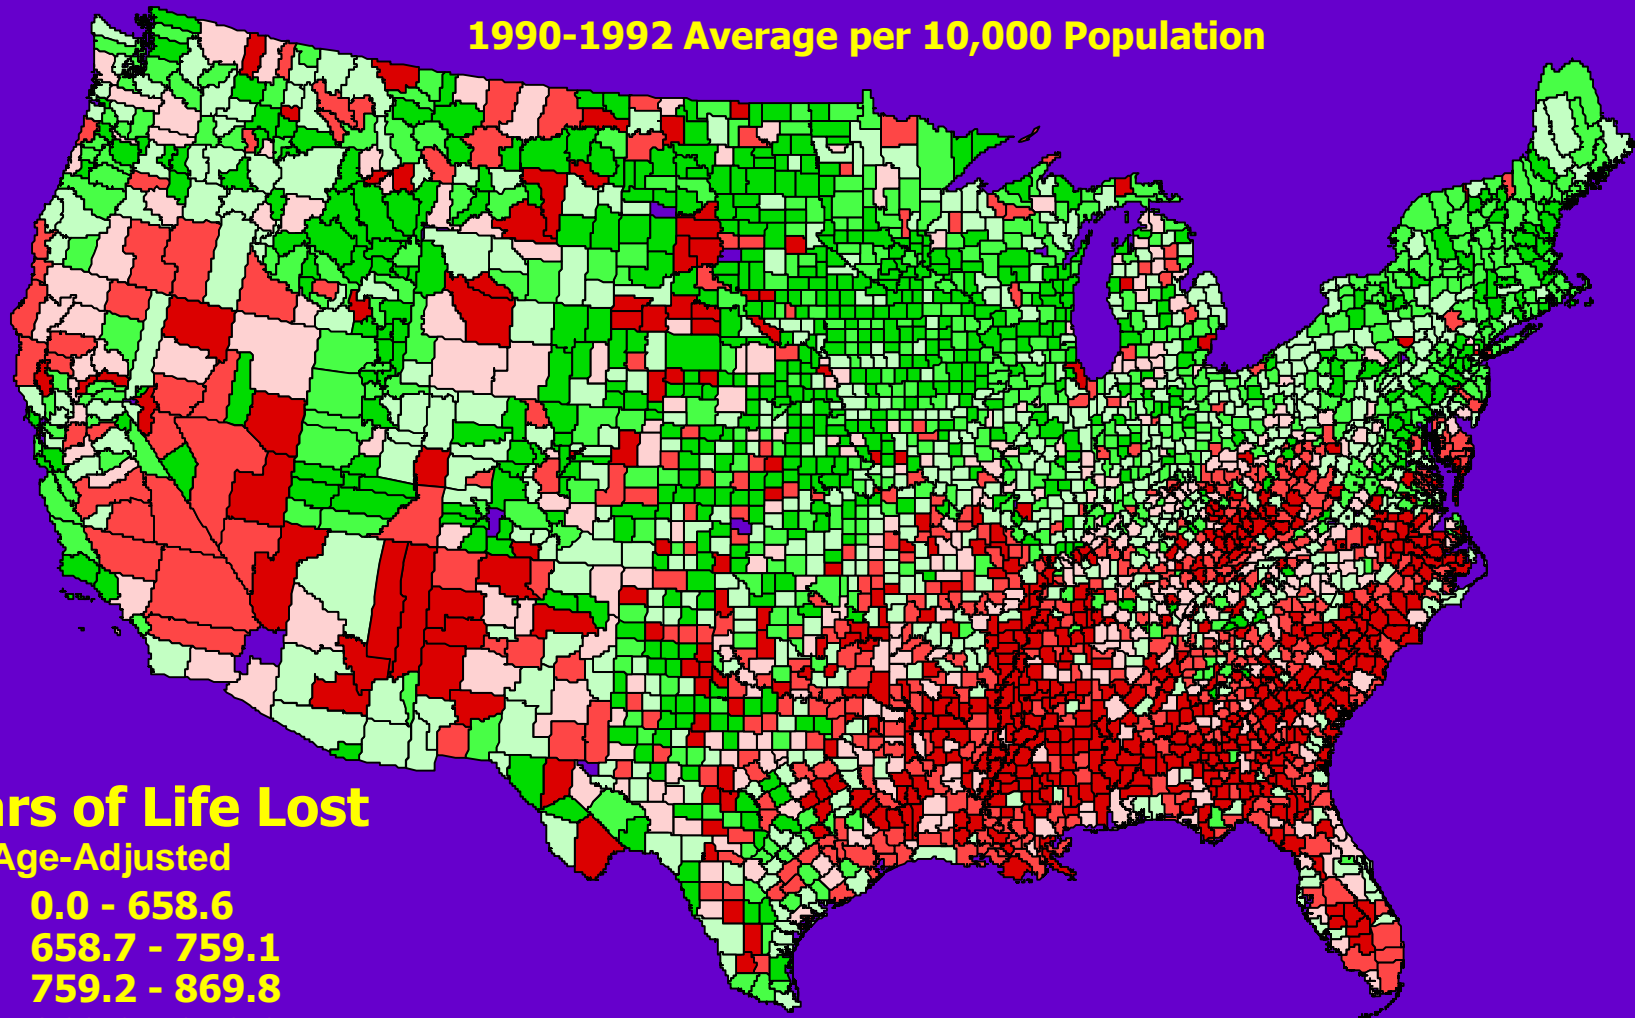 1990-1992 Average per 10,000 Population
ars of Life Lost
Age-Adjusted
0.0 - 658.6
658.7 - 759.1
759.2 - 869.8